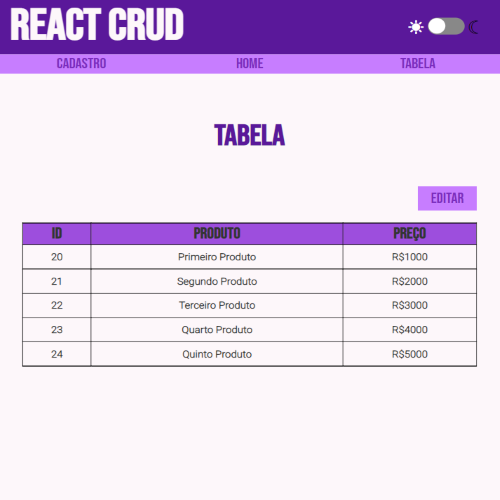 REACT CRUD
CADASTRO HOME TABELA
TABELA
EDITAR
ID PRODUTO PREÇO
20 Primeiro Produto R$1000
21 Segundo Produto R$2000
22 Terceiro Produto R$3000
23 Quarto Produto R$4000
24 Quinto Produto R$5000